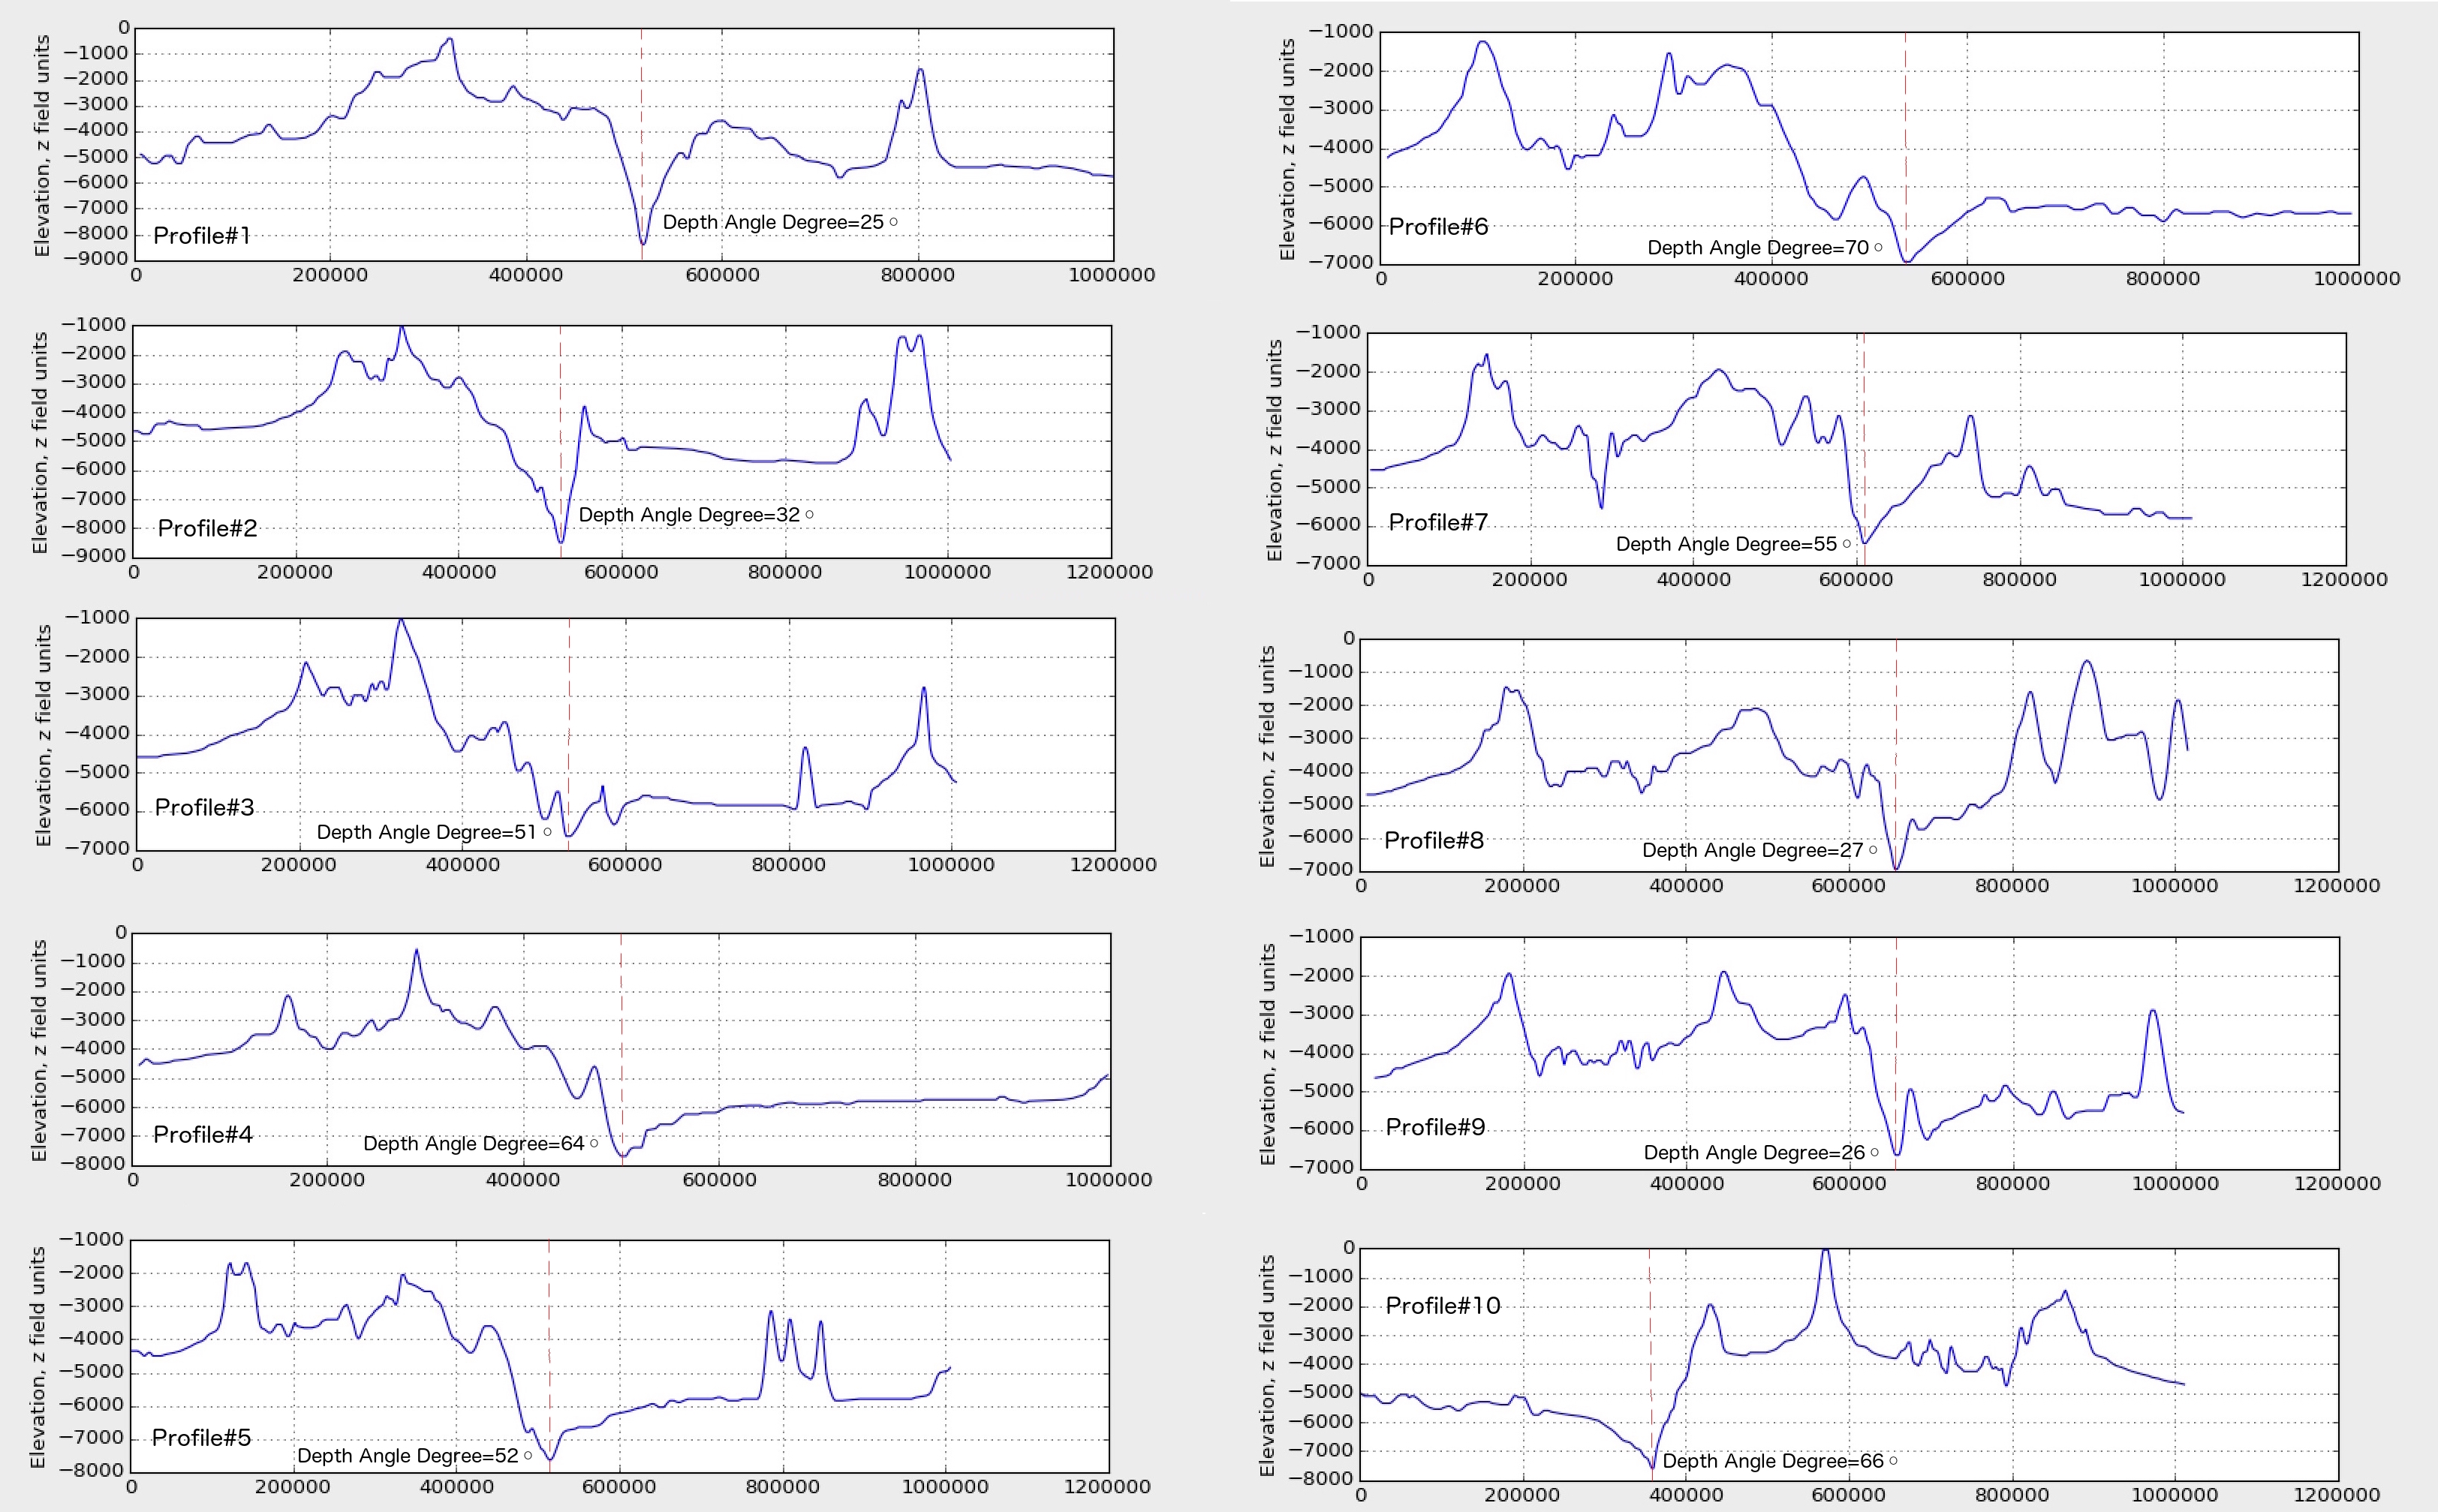 0
−1000
−2000
−3000
−4000
−5000
−6000
−7000
−8000
−9000
Elevation, z field units
Profile#1
Depth Angle Degree=25 ○
0 200000 400000 600000 800000 1000000
−1000
−2000
−3000
−4000
−5000
−6000
−7000
−8000
−9000
Elevation, z field units
Profile#2
Depth Angle Degree=32 ○
0 200000 400000 600000 800000 1000000 1200000
−1000
−2000
−3000
−4000
−5000
−6000
−7000
Elevation, z field units
Profile#3
Depth Angle Degree=51 ○
0 200000 400000 600000 800000 1000000 1200000
0
−1000
−2000
−3000
−4000
−5000
−6000
−7000
−8000
Elevation, z field units
Profile#4
Depth Angle Degree=64 ○
0 200000 400000 600000 800000 1000000
−1000
−2000
−3000
−4000
−5000
−6000
−7000
−8000
Elevation, z field units
Profile#5
Depth Angle Degree=52 ○
0 200000 400000 600000 800000 1000000 1200000
−1000
−2000
−3000
−4000
−5000
−6000
−7000
Elevation, z field units
Profile#6
Depth Angle Degree=70 ○
0 200000 400000 600000 800000 1000000
−1000
−2000
−3000
−4000
−5000
−6000
−7000
Elevation, z field units
Profile#7
Depth Angle Degree=55 ○
0 200000 400000 600000 800000 1000000 1200000
0
−1000
−2000
−3000
−4000
−5000
−6000
−7000
Elevation, z field units
Profile#8
Depth Angle Degree=27 ○
0 200000 400000 600000 800000 1000000 1200000
−1000
−2000
−3000
−4000
−5000
−6000
−7000
Elevation, z field units
Profile#9
Depth Angle Degree=26 ○
0 200000 400000 600000 800000 1000000 1200000
0
−1000
−2000
−3000
−4000
−5000
−6000
−7000
−8000
Elevation, z field units
Profile#10
Depth Angle Degree=66 ○
0 200000 400000 600000 800000 1000000 1200000